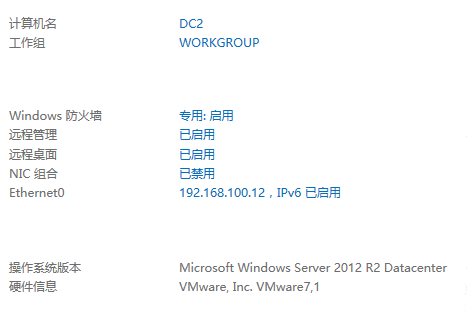 计算机名 DC2
工作组 WORKGROUP
Windows 防火墙 专用: 启用
远程管理 已启用
远程桌面 已启用
NIC 组合 已禁用
Ethernet0 192.168.100.12，IPv6 已启用
操作系统版本 Microsoft Windows Server 2012 R2 Datacenter
硬件信息 VMware, Inc. VMware7,1